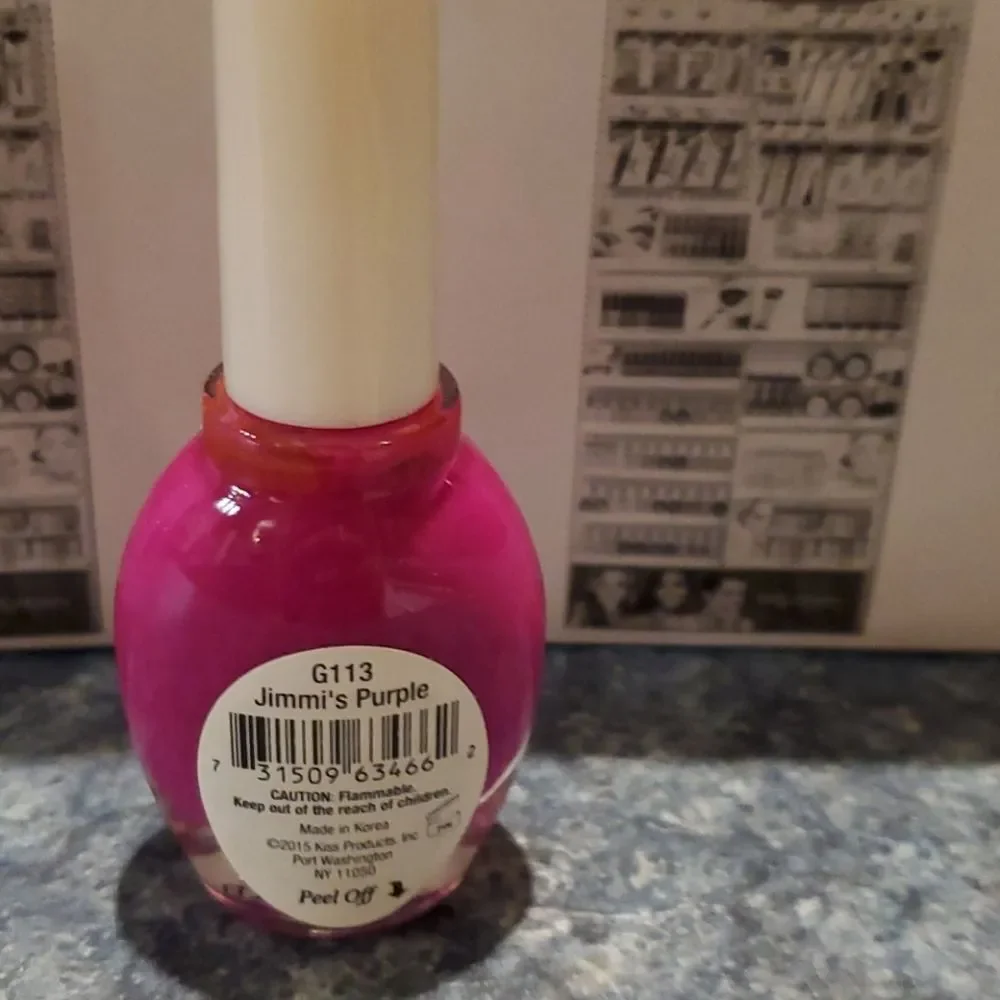 G113
Jimmi's Purple
7 31509 63466 2
CAUTION: Flammable.
Keep out of the reach of children.
Made in Korea
©2015 Kiss Products, Inc
Port Washington
NY 11050
Peel Off